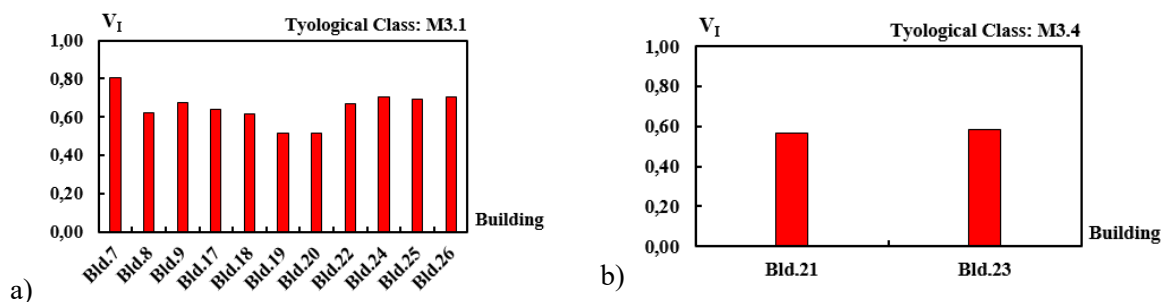 V_I
Tyological Class: M3.1
1,00
0,80
0,60
0,40
0,20
0,00
Building
Bld.7
Bld.8
Bld.9
Bld.17
Bld.18
Bld.19
Bld.20
Bld.22
Bld.24
Bld.25
Bld.26
a)
V_I
Tyological Class: M3.4
1,00
0,80
0,60
0,40
0,20
0,00
Building
Bld.21
Bld.23
b)